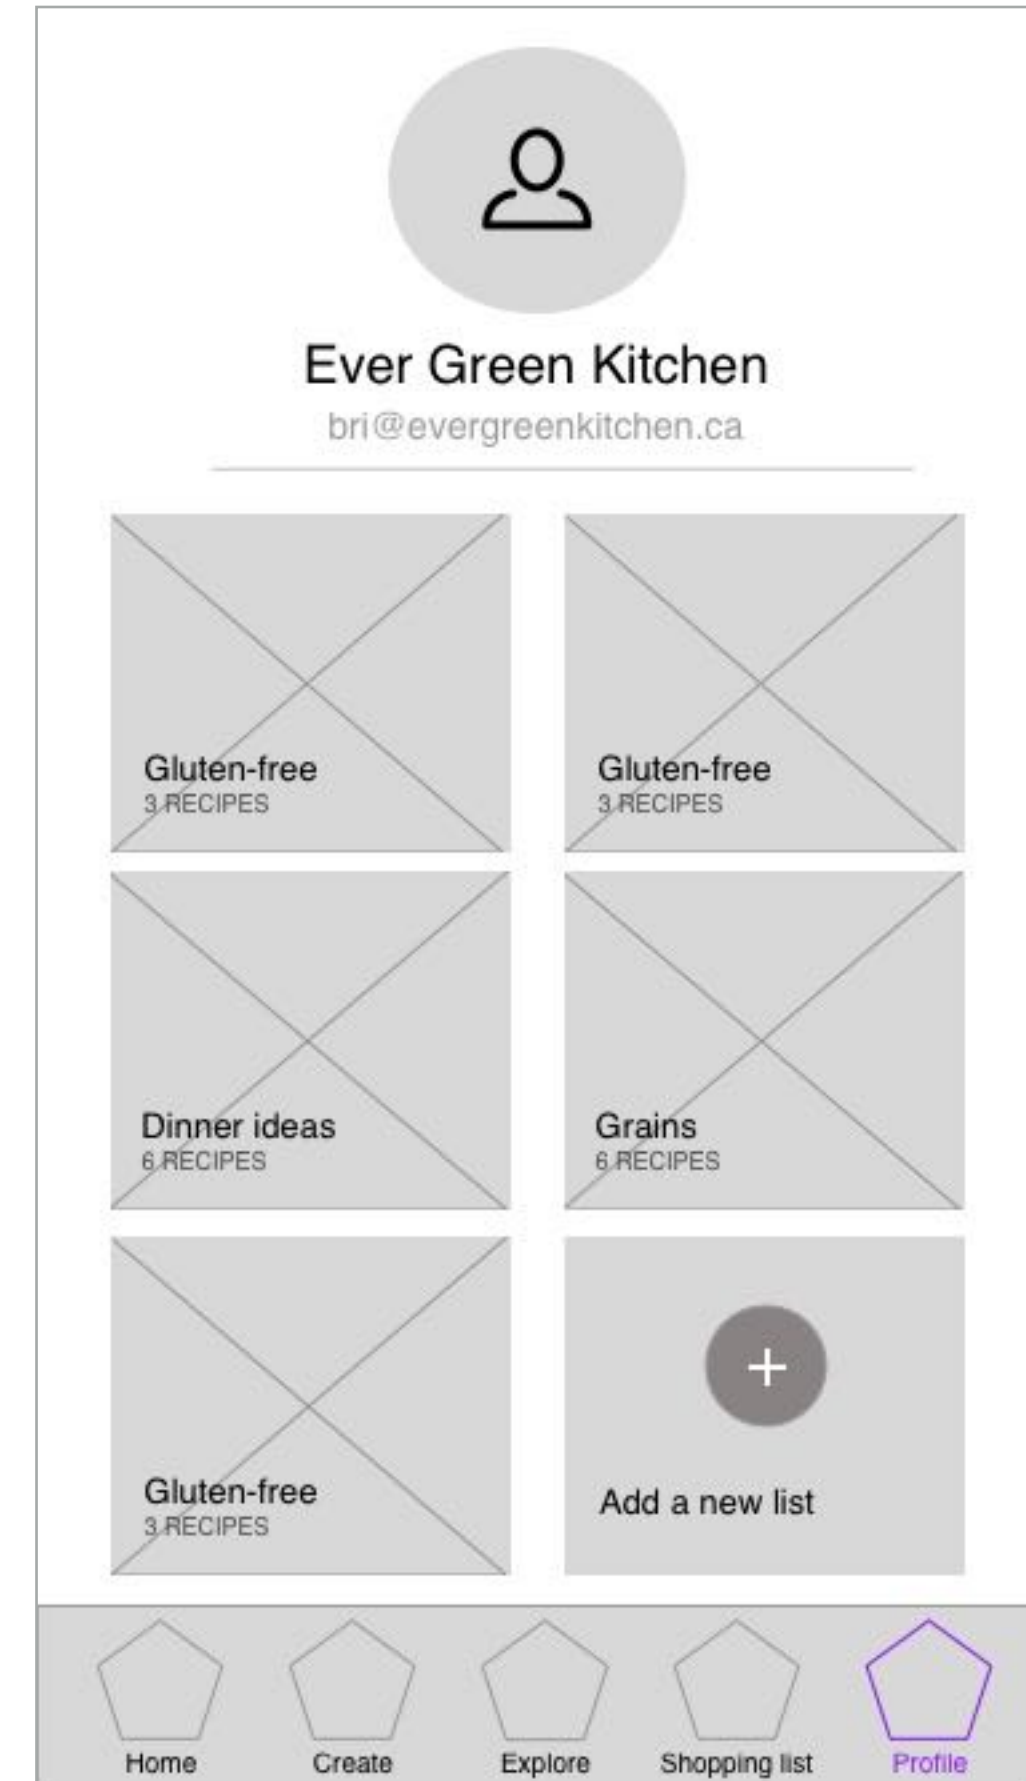 Ever Green Kitchen
bri@evergreenkitchen.ca
Gluten-free
3 RECIPES
Gluten-free
3 RECIPES
Dinner ideas
6 RECIPES
Grains
6 RECIPES
Gluten-free
3 RECIPES
Add a new list
Home
Create
Explore
Shopping list
Profile